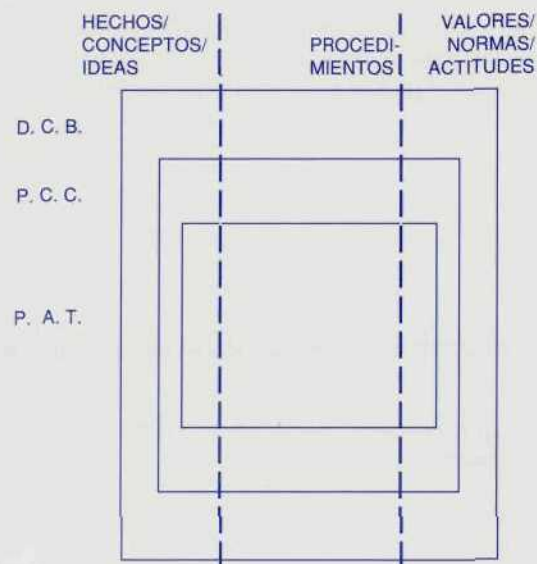 HECHOS/
CONCEPTOS/
IDEAS
PROCEDI-
MIENTOS
VALORES/
NORMAS/
ACTITUDES
D. C. B.
P. C. C.
P. A. T.